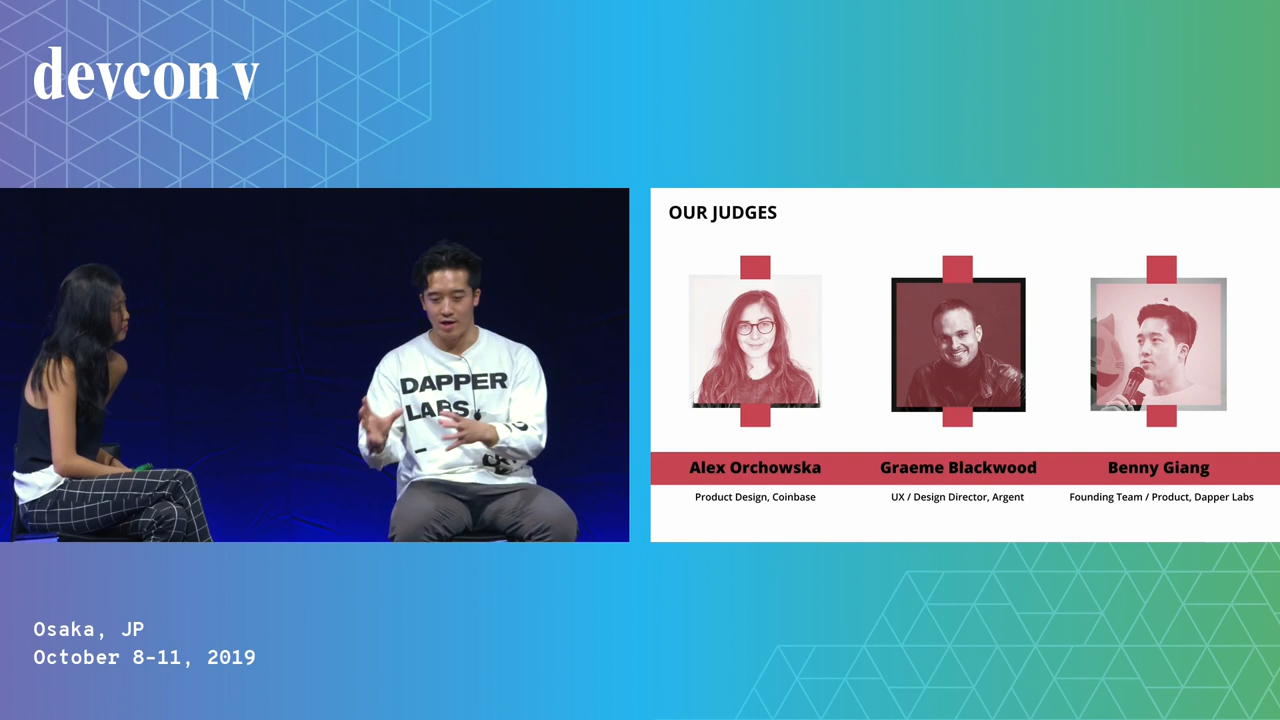 devcon v
DAPPER
LABS
OUR JUDGES
Alex Orchowska
Graeme Blackwood
Benny Giang
Product Design, Coinbase
UX / Design Director, Argent
Founding Team / Product, Dapper Labs
Osaka, JP
October 8-11, 2019